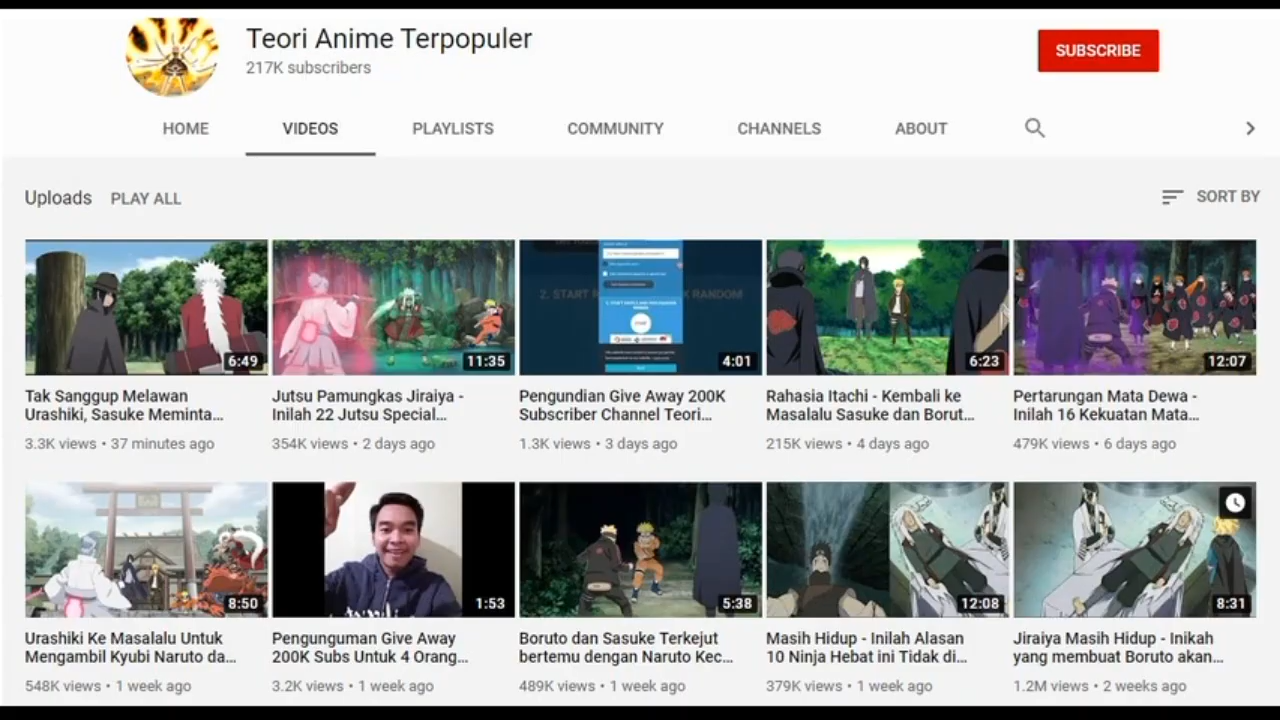 Teori Anime Terpopuler
217K subscribers
SUBSCRIBE
HOME VIDEOS PLAYLISTS COMMUNITY CHANNELS ABOUT
Uploads PLAY ALL
SORT BY
6:49
11:35
2. START
RANDOM
4:01
6:23
12:07
Tak Sanggup Melawan
Urashiki, Sasuke Meminta...
3.3K views • 37 minutes ago
Jutsu Pamungkas Jiraiya -
Inilah 22 Jutsu Special...
354K views • 2 days ago
Pengundian Give Away 200K
Subscriber Channel Teori...
1.3K views • 3 days ago
Rahasia Itachi - Kembali ke
Masalalu Sasuke dan Borut...
215K views • 4 days ago
Pertarungan Mata Dewa -
Inilah 16 Kekuatan Mata...
479K views • 6 days ago
8:50
1:53
5:38
12:08
8:31
Urashiki Ke Masalalu Untuk
Mengambil Kyubi Naruto da...
548K views • 1 week ago
Pengunguman Give Away
200K Subs Untuk 4 Orang...
3.2K views • 1 week ago
Boruto dan Sasuke Terkejut
bertemu dengan Naruto Kec...
489K views • 1 week ago
Masih Hidup - Inilah Alasan
10 Ninja Hebat ini Tidak di...
379K views • 1 week ago
Jiraiya Masih Hidup - Inikah
yang membuat Boruto akan...
1.2M views • 2 weeks ago